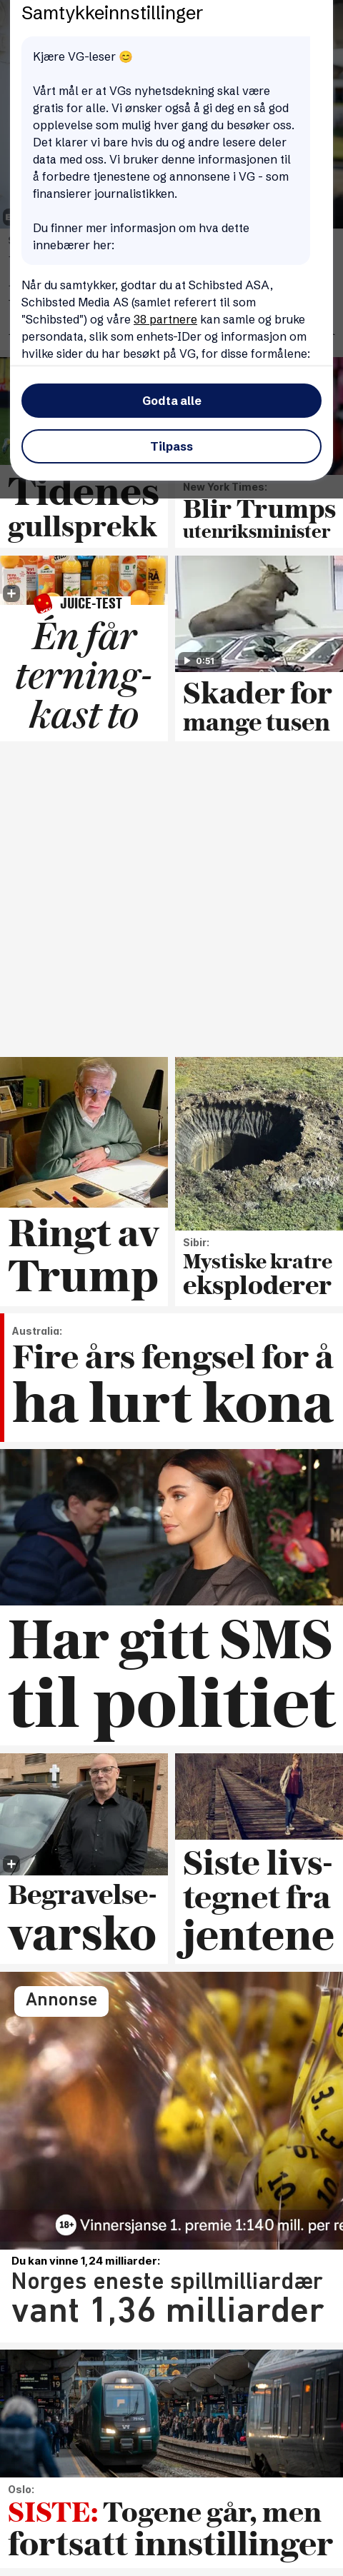 Samtykkeinnstillinger
Kjære VG-leser 😊
Vårt mål er at VGs nyhetsdekning skal være
gratis for alle. Vi ønsker også å gi deg en så god
opplevelse som mulig hver gang du besøker oss.
Det klarer vi bare hvis du og andre lesere deler
data med oss. Vi bruker denne informasjonen til
å forbedre tjenestene og annonsene i VG - som
finansierer journalistikken.
Du finner mer informasjon om hva dette
innebærer her:
Når du samtykker, godtar du at Schibsted ASA,
Schibsted Media AS (samlet referert til som
"Schibsted") og våre 38 partnere kan samle og bruke
persondata, slik som enhets-IDer og informasjon om
hvilke sider du har besøkt på VG, for disse formålene:
Godta alle
Tilpass
Tidenes
gullsprekk
New York Times:
Blir Trumps
utenriksminister
JUICE-TEST
Én får
terning-
kast to
0:51
Skader for
mange tusen
Ringt av
Trump
Sibir:
Mystiske kratre
eksploderer
Australia:
Fire års fengsel for å
ha lurt kona
Har gitt SMS
til politiet
Begravelse-
varsko
Siste livs-
tegnet fra
jentene
Annonse
18+ Vinnersjanse 1. premie 1:140 mill. per re
Du kan vinne 1,24 milliarder:
Norges eneste spillmilliardær
vant 1,36 milliarder
Oslo:
SISTE: Togene går, men
fortsatt innstillinger